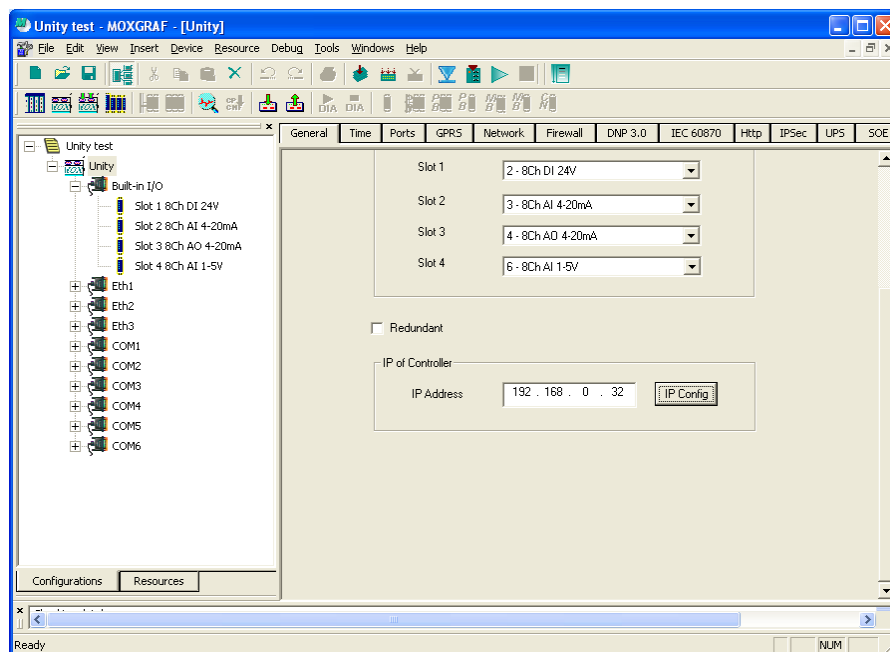 Unity test - MOXGRAF - [Unity]
File Edit View Insert Device Resource Debug Tools Windows Help
General Time Ports GPRS Network Firewall DNP 3.0 IEC 60870 Http IPSec UPS SOE
Unity test
Unity
Built-in I/O
Slot 1 8Ch DI 24V
Slot 2 8Ch AI 4-20mA
Slot 3 8Ch AO 4-20mA
Slot 4 8Ch AI 1-5V
Eth1
Eth2
Eth3
COM1
COM2
COM3
COM4
COM5
COM6
Configurations Resources
Slot 1 2 - 8Ch DI 24V
Slot 2 3 - 8Ch AI 4-20mA
Slot 3 4 - 8Ch AO 4-20mA
Slot 4 6 - 8Ch AI 1-5V
Redundant
IP of Controller
IP Address 192 . 168 . 0 . 32 IP Config
Ready NUM